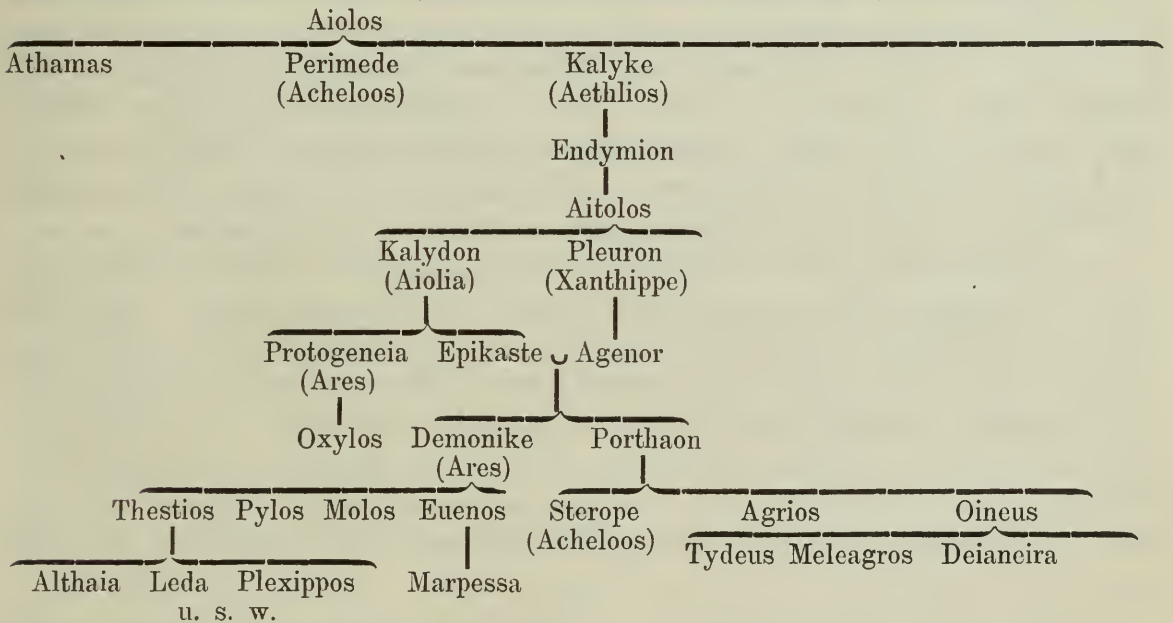 Aiolos
Athamas Perimede Kalyke
(Acheloos) (Aethlios)
Endymion
Aitolos
Kalydon Pleuron
(Aiolia) (Xanthippe)
Protogeneia Epikaste ᴗ Agenor
(Ares)
Oxylos Demonike Porthaon
(Ares)
Thestios Pylos Molos Euenos Sterope Agrios Oineus
(Acheloos)
Tydeus Meleagros Deianeira
Althaia Leda Plexippos Marpessa
u. s. w.